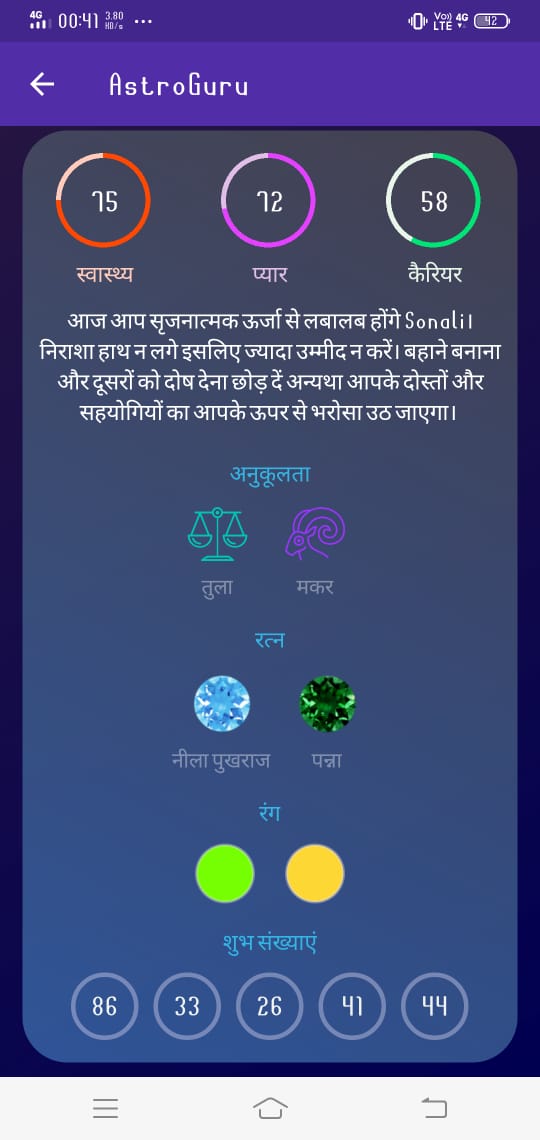 4G 00:41 3.80 KB/s ... Vo)) LTE 4G 42
AstroGuru
75 72 58
स्वास्थ्य प्यार कैरियर
आज आप सृजनात्मक ऊर्जा से लबालब होंगे Sonali।
निराशा हाथ न लगे इसलिए ज्यादा उम्मीद न करें। बहाने बनाना
और दूसरों को दोष देना छोड़ दें अन्यथा आपके दोस्तों और
सहयोगियों का आपके ऊपर से भरोसा उठ जाएगा।
अनुकूलता
तुला मकर
रत्न
नीला पुखराज पन्ना
रंग
शुभ संख्याएं
86 33 26 41 44